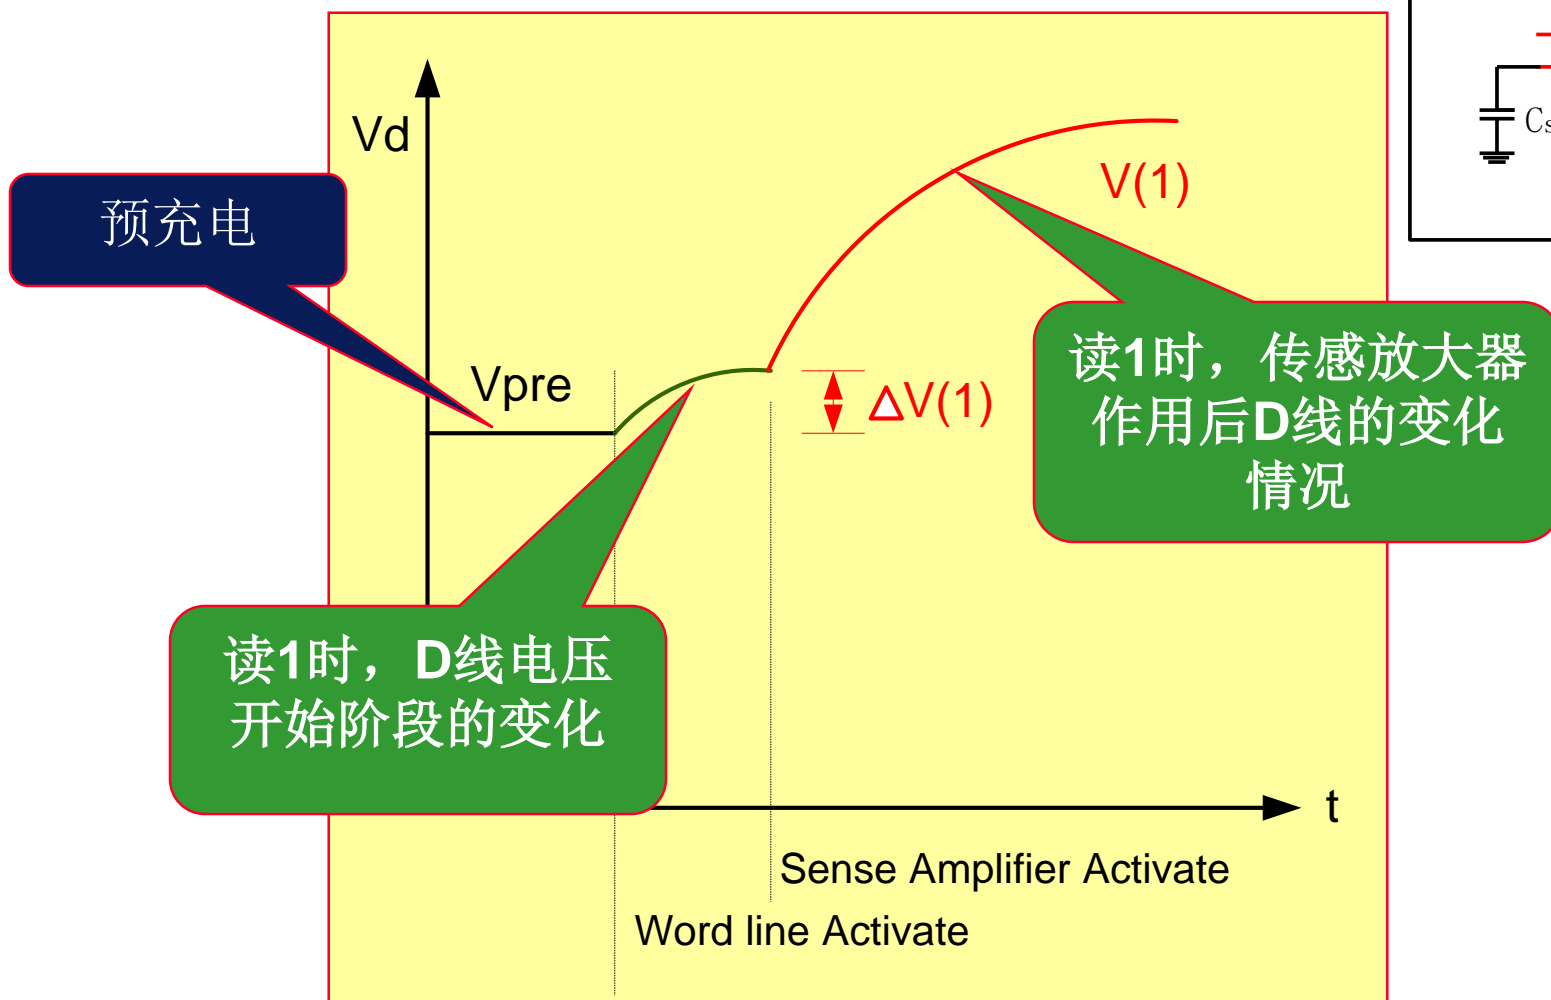 Vd
Cs
预充电
V(1)
读1时，传感放大器
作用后D线的变化
情况
Vpre
ΔV(1)
读1时，D线电压
开始阶段的变化
t
Sense Amplifier Activate
Word line Activate